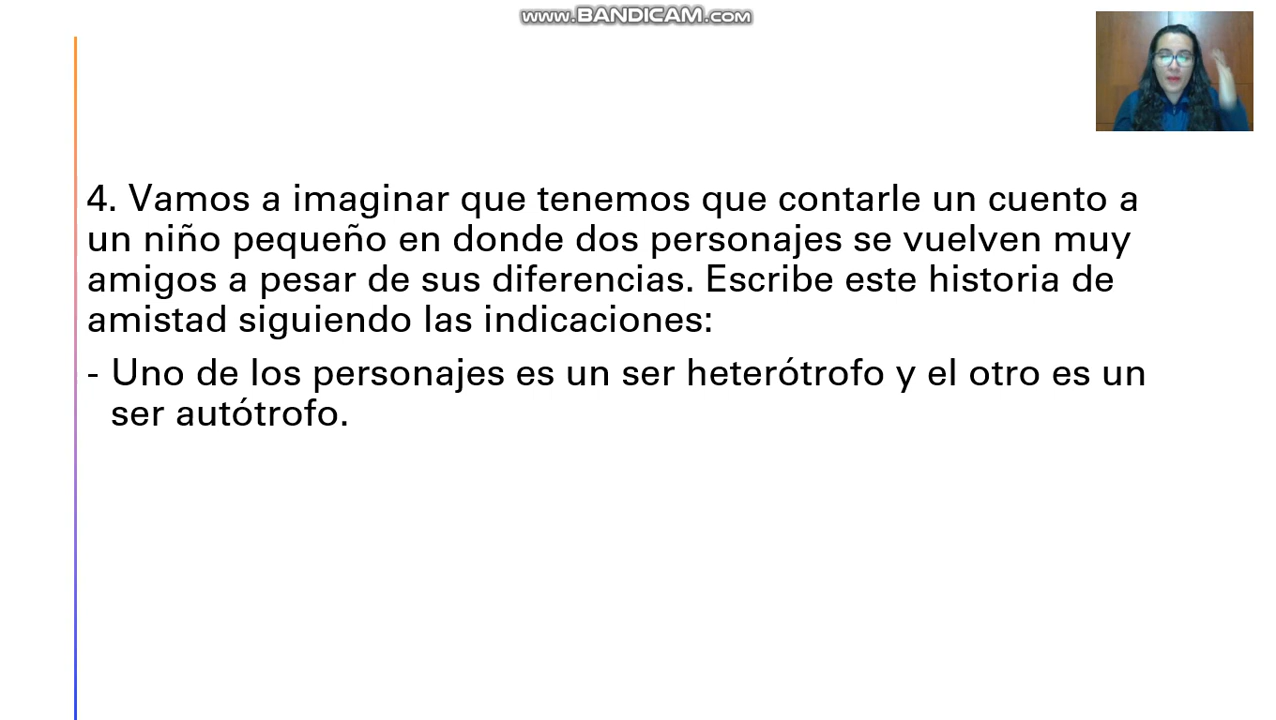 www.BANDICAM.com
4. Vamos a imaginar que tenemos que contarle un cuento a
un niño pequeño en donde dos personajes se vuelven muy
amigos a pesar de sus diferencias. Escribe este historia de
amistad siguiendo las indicaciones:
- Uno de los personajes es un ser heterótrofo y el otro es un
ser autótrofo.